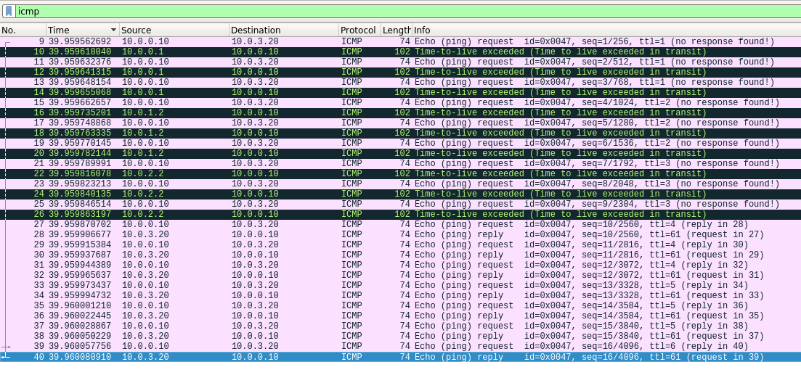 icmp
No. Time Source Destination Protocol Length Info
9 39.959562692 10.0.0.10 10.0.3.20 ICMP 74 Echo (ping) request id=0x0047, seq=1/256, ttl=1 (no response found!)
10 39.959618040 10.0.0.1 10.0.0.10 ICMP 102 Time-to-live exceeded (Time to live exceeded in transit)
11 39.959632376 10.0.0.10 10.0.3.20 ICMP 74 Echo (ping) request id=0x0047, seq=2/512, ttl=1 (no response found!)
12 39.959641315 10.0.0.1 10.0.0.10 ICMP 102 Time-to-live exceeded (Time to live exceeded in transit)
13 39.959648154 10.0.0.10 10.0.3.20 ICMP 74 Echo (ping) request id=0x0047, seq=3/768, ttl=1 (no response found!)
14 39.959655068 10.0.0.1 10.0.0.10 ICMP 102 Time-to-live exceeded (Time to live exceeded in transit)
15 39.959662657 10.0.0.10 10.0.3.20 ICMP 74 Echo (ping) request id=0x0047, seq=4/1024, ttl=2 (no response found!)
16 39.959735201 10.0.1.2 10.0.0.10 ICMP 102 Time-to-live exceeded (Time to live exceeded in transit)
17 39.959748868 10.0.0.10 10.0.3.20 ICMP 74 Echo (ping) request id=0x0047, seq=5/1280, ttl=2 (no response found!)
18 39.959763335 10.0.1.2 10.0.0.10 ICMP 102 Time-to-live exceeded (Time to live exceeded in transit)
19 39.959770145 10.0.0.10 10.0.3.20 ICMP 74 Echo (ping) request id=0x0047, seq=6/1536, ttl=2 (no response found!)
20 39.959782144 10.0.1.2 10.0.0.10 ICMP 102 Time-to-live exceeded (Time to live exceeded in transit)
21 39.959789991 10.0.0.10 10.0.3.20 ICMP 74 Echo (ping) request id=0x0047, seq=7/1792, ttl=3 (no response found!)
22 39.959816078 10.0.2.2 10.0.0.10 ICMP 102 Time-to-live exceeded (Time to live exceeded in transit)
23 39.959823213 10.0.0.10 10.0.3.20 ICMP 74 Echo (ping) request id=0x0047, seq=8/2048, ttl=3 (no response found!)
24 39.959840135 10.0.2.2 10.0.0.10 ICMP 102 Time-to-live exceeded (Time to live exceeded in transit)
25 39.959846514 10.0.0.10 10.0.3.20 ICMP 74 Echo (ping) request id=0x0047, seq=9/2304, ttl=3 (no response found!)
26 39.959863197 10.0.2.2 10.0.0.10 ICMP 102 Time-to-live exceeded (Time to live exceeded in transit)
27 39.959870702 10.0.0.10 10.0.3.20 ICMP 74 Echo (ping) request id=0x0047, seq=10/2560, ttl=4 (reply in 28)
28 39.959906677 10.0.3.20 10.0.0.10 ICMP 74 Echo (ping) reply id=0x0047, seq=10/2560, ttl=61 (request in 27)
29 39.959915384 10.0.0.10 10.0.3.20 ICMP 74 Echo (ping) request id=0x0047, seq=11/2816, ttl=4 (reply in 30)
30 39.959937687 10.0.3.20 10.0.0.10 ICMP 74 Echo (ping) reply id=0x0047, seq=11/2816, ttl=61 (request in 29)
31 39.959944389 10.0.0.10 10.0.3.20 ICMP 74 Echo (ping) request id=0x0047, seq=12/3072, ttl=4 (reply in 32)
32 39.959965637 10.0.3.20 10.0.0.10 ICMP 74 Echo (ping) reply id=0x0047, seq=12/3072, ttl=61 (request in 31)
33 39.959973437 10.0.0.10 10.0.3.20 ICMP 74 Echo (ping) request id=0x0047, seq=13/3328, ttl=5 (reply in 34)
34 39.959994732 10.0.3.20 10.0.0.10 ICMP 74 Echo (ping) reply id=0x0047, seq=13/3328, ttl=61 (request in 33)
35 39.960001210 10.0.0.10 10.0.3.20 ICMP 74 Echo (ping) request id=0x0047, seq=14/3584, ttl=5 (reply in 36)
36 39.960022445 10.0.3.20 10.0.0.10 ICMP 74 Echo (ping) reply id=0x0047, seq=14/3584, ttl=61 (request in 35)
37 39.960028867 10.0.0.10 10.0.3.20 ICMP 74 Echo (ping) request id=0x0047, seq=15/3840, ttl=5 (reply in 38)
38 39.960050229 10.0.3.20 10.0.0.10 ICMP 74 Echo (ping) reply id=0x0047, seq=15/3840, ttl=61 (request in 37)
39 39.960057756 10.0.0.10 10.0.3.20 ICMP 74 Echo (ping) request id=0x0047, seq=16/4096, ttl=6 (reply in 40)
40 39.960080910 10.0.3.20 10.0.0.10 ICMP 74 Echo (ping) reply id=0x0047, seq=16/4096, ttl=61 (request in 39)